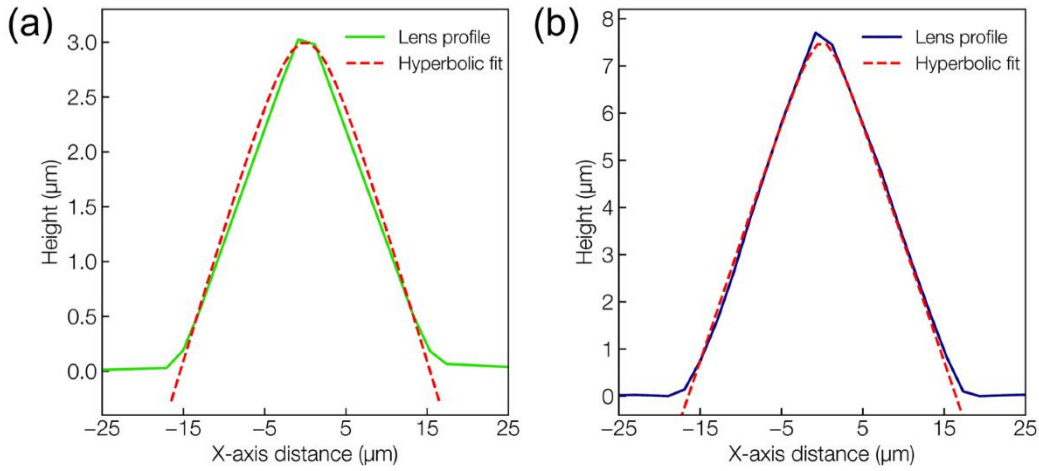 (a)
3.0
2.5
2.0
1.5
1.0
0.5
0.0
Height (µm)
Lens profile
Hyperbolic fit
−25 −15 −5 5 15 25
X-axis distance (µm)
(b)
8
7
6
5
4
3
2
1
0
Height (µm)
Lens profile
Hyperbolic fit
−25 −15 −5 5 15 25
X-axis distance (µm)